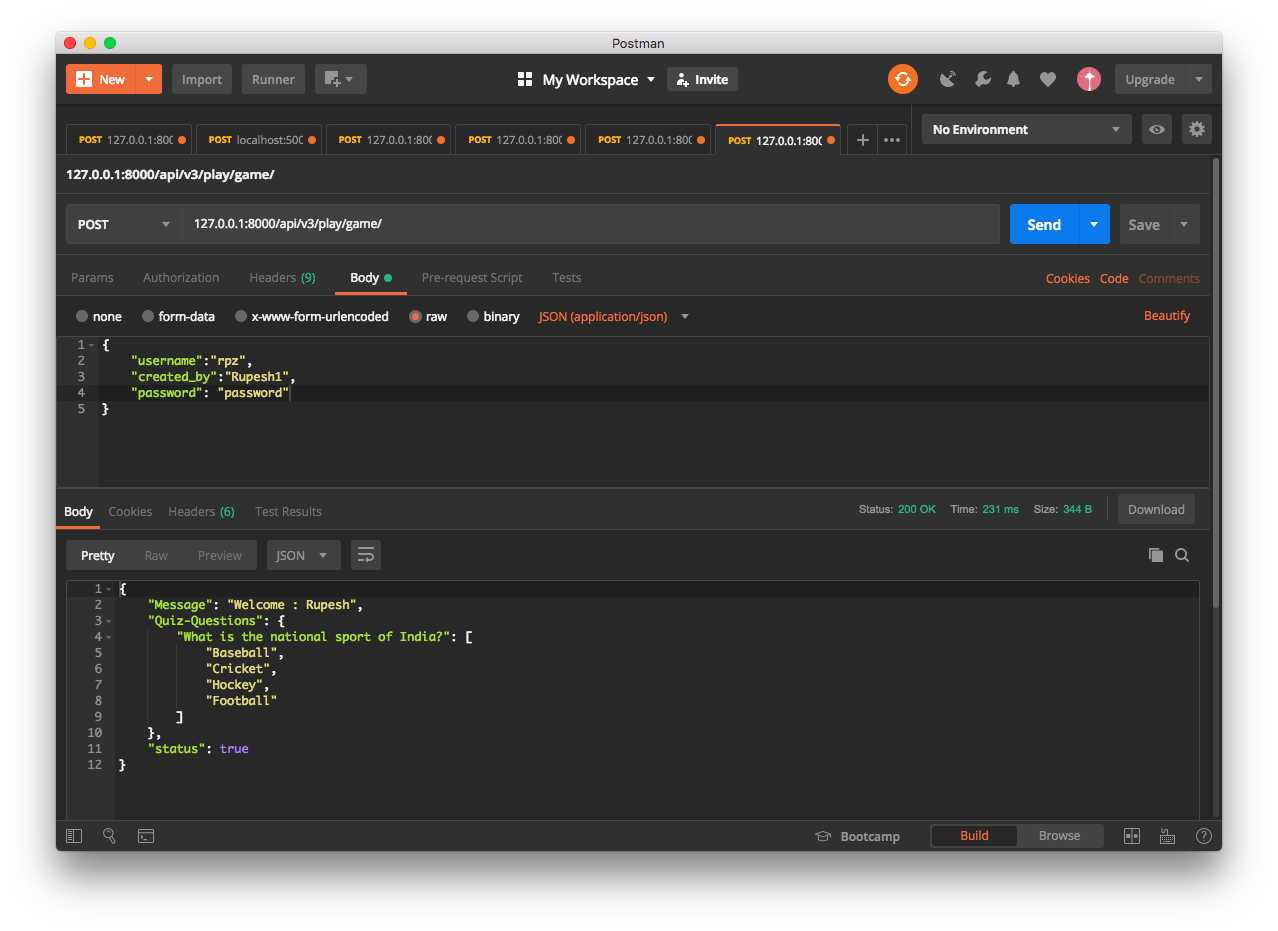 Postman
New Import Runner My Workspace Invite Upgrade
POST 127.0.0.1:800 POST localhost:500 POST 127.0.0.1:800 POST 127.0.0.1:800 POST 127.0.0.1:800 POST 127.0.0.1:800 No Environment
127.0.0.1:8000/api/v3/play/game/
POST 127.0.0.1:8000/api/v3/play/game/ Send Save
Params Authorization Headers (9) Body Pre-request Script Tests Cookies Code Comments
none form-data x-www-form-urlencoded raw binary JSON (application/json) Beautify
1 {
2 "username":"rpz",
3 "created_by":"Rupesh1",
4 "password": "password"
5 }
Body Cookies Headers (6) Test Results Status: 200 OK Time: 231 ms Size: 344 B Download
Pretty Raw Preview JSON
1 {
2 "Message": "Welcome : Rupesh",
3 "Quiz-Questions": {
4 "What is the national sport of India?": [
5 "Baseball",
6 "Cricket",
7 "Hockey",
8 "Football"
9 ]
10 },
11 "status": true
12 }
Bootcamp Build Browse